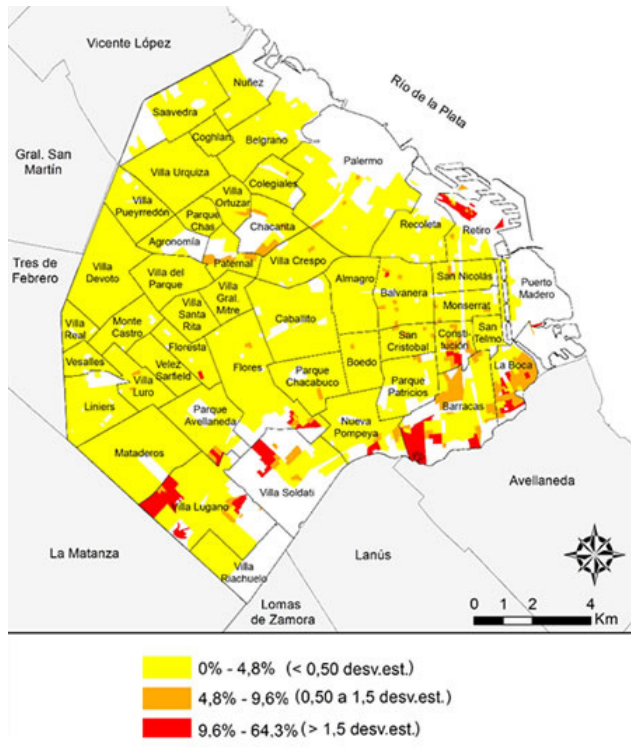 Vicente López
Río de la Plata
Nuñez
Saavedra
Coghlan
Belgrano
Gral. San
Martín
Palermo
Villa Urquiza
Colegiales
Villa
Ortuzar
Villa
Pueyrredón
Parque
Chas
Chacanta
Recoleta
Retiro
Agronomía
Tres de
Febrero
Villa
Devoto
Paternal
Villa Crespo
Villa del
Parque
Almagro
San Nicolás
Puerto
Madero
Balvanera
Villa
Gral.
Mitre
Villa
Santa
Rita
Monserrat
Villa
Real
Monte
Castro
Caballito
San
Cristobal
Consti-
tución
San
Telmo
Floresta
Vesalles
Velez
Sarfield
Flores
Boedo
La Boca
Villa
Luro
Parque
Chacabuco
Liniers
Parque
Patricios
Barracas
Parque
Avellaneda
Nueva
Pompeya
Mataderos
Avellaneda
Villa Soldati
Villa Lugano
La Matanza
Lanús
Villa
Riachuelo
Lomas
de Zamora
0 1 2 4
Km
0% - 4,8% (< 0,50 desv.est.)
4,8% - 9,6% (0,50 a 1,5 desv.est.)
9,6% - 64,3% (> 1,5 desv.est.)